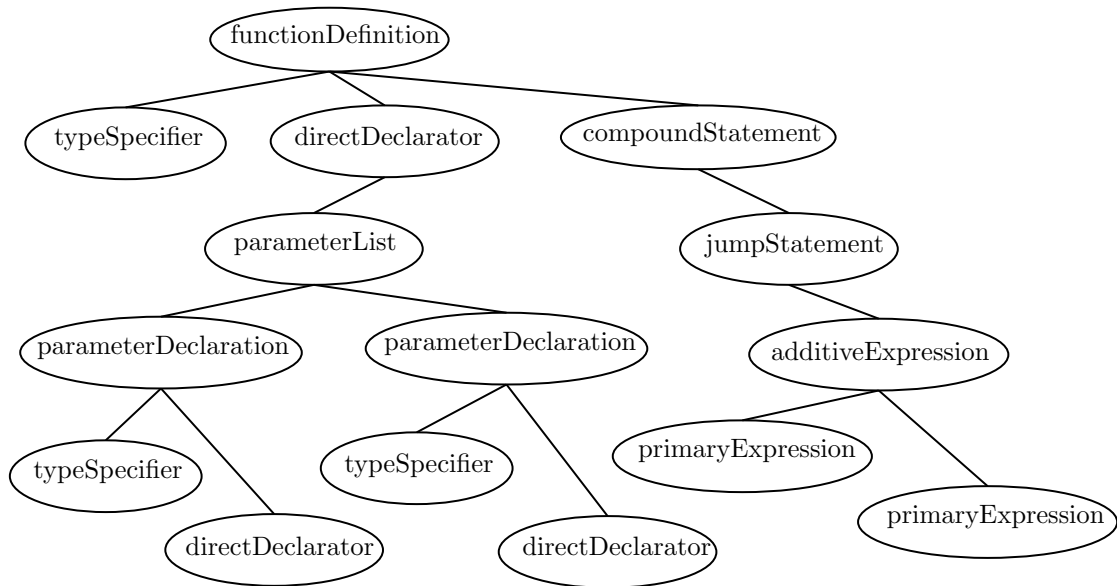 functionDefinition
typeSpecifier
directDeclarator
compoundStatement
parameterList
jumpStatement
parameterDeclaration
parameterDeclaration
additiveExpression
typeSpecifier
typeSpecifier
primaryExpression
directDeclarator
directDeclarator
primaryExpression